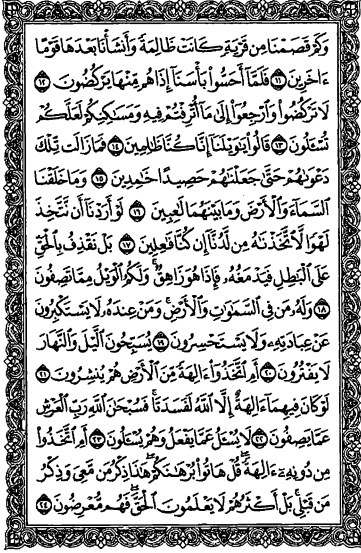 وَكَمۡ قَصَمۡنَا مِن قَرۡيَةٖ كَانَتۡ ظَالِمَةٗ وَأَنشَأۡنَا بَعۡدَهَا قَوۡمًا
ءَاخَرِينَ ١١ فَلَمَّآ أَحَسُّواْ بَأۡسَنَآ إِذَا هُم مِّنۡهَا يَرۡكُضُونَ ١٢
لَا تَرۡكُضُواْ وَٱرۡجِعُوٓاْ إِلَىٰ مَآ أُتۡرِفۡتُمۡ فِيهِ وَمَسَٰكِنِكُمۡ لَعَلَّكُمۡ
تُسۡـَٔلُونَ ١٣ قَالُواْ يَٰوَيۡلَنَآ إِنَّا كُنَّا ظَٰلِمِينَ ١٤ فَمَا زَالَت تِّلۡكَ
دَعۡوَىٰهُمۡ حَتَّىٰ جَعَلۡنَٰهُمۡ حَصِيدًا خَٰمِدِينَ ١٥ وَمَا خَلَقۡنَا
ٱلسَّمَآءَ وَٱلۡأَرۡضَ وَمَا بَيۡنَهُمَا لَٰعِبِينَ ١٦ لَوۡ أَرَدۡنَآ أَن نَّتَّخِذَ
لَهۡوٗا لَّٱتَّخَذۡنَٰهُ مِن لَّدُنَّآ إِن كُنَّا فَٰعِلِينَ ١٧ بَلۡ نَقۡذِفُ بِٱلۡحَقِّ
عَلَى ٱلۡبَٰطِلِ فَيَدۡمَغُهُۥ فَإِذَا هُوَ زَاهِقٞۚ وَلَكُمُ ٱلۡوَيۡلُ مِمَّا تَصِفُونَ
١٨ وَلَهُۥ مَن فِي ٱلسَّمَٰوَٰتِ وَٱلۡأَرۡضِۚ وَمَنۡ عِندَهُۥ لَا يَسۡتَكۡبِرُونَ
عَنۡ عِبَادَتِهِۦ وَلَا يَسۡتَحۡسِرُونَ ١٩ يُسَبِّحُونَ ٱلَّيۡلَ وَٱلنَّهَارَ
لَا يَفۡتُرُونَ ٢٠ أَمِ ٱتَّخَذُوٓاْ ءَالِهَةٗ مِّنَ ٱلۡأَرۡضِ هُمۡ يُنشِرُونَ ٢١
لَوۡ كَانَ فِيهِمَآ ءَالِهَةٌ إِلَّا ٱللَّهُ لَفَسَدَتَاۚ فَسُبۡحَٰنَ ٱللَّهِ رَبِّ ٱلۡعَرۡشِ
عَمَّا يَصِفُونَ ٢٢ لَا يُسۡـَٔلُ عَمَّا يَفۡعَلُ وَهُمۡ يُسۡـَٔلُونَ ٢٣ أَمِ ٱتَّخَذُواْ
مِن دُونِهِۦٓ ءَالِهَةٗۖ قُلۡ هَاتُواْ بُرۡهَٰنَكُمۡۖ هَٰذَا ذِكۡرُ مَن مَّعِيَ وَذِكۡرُ
مَن قَبۡلِيۚ بَلۡ أَكۡثَرُهُمۡ لَا يَعۡلَمُونَ ٱلۡحَقَّۖ فَهُم مُّعۡرِضُونَ ٢٤